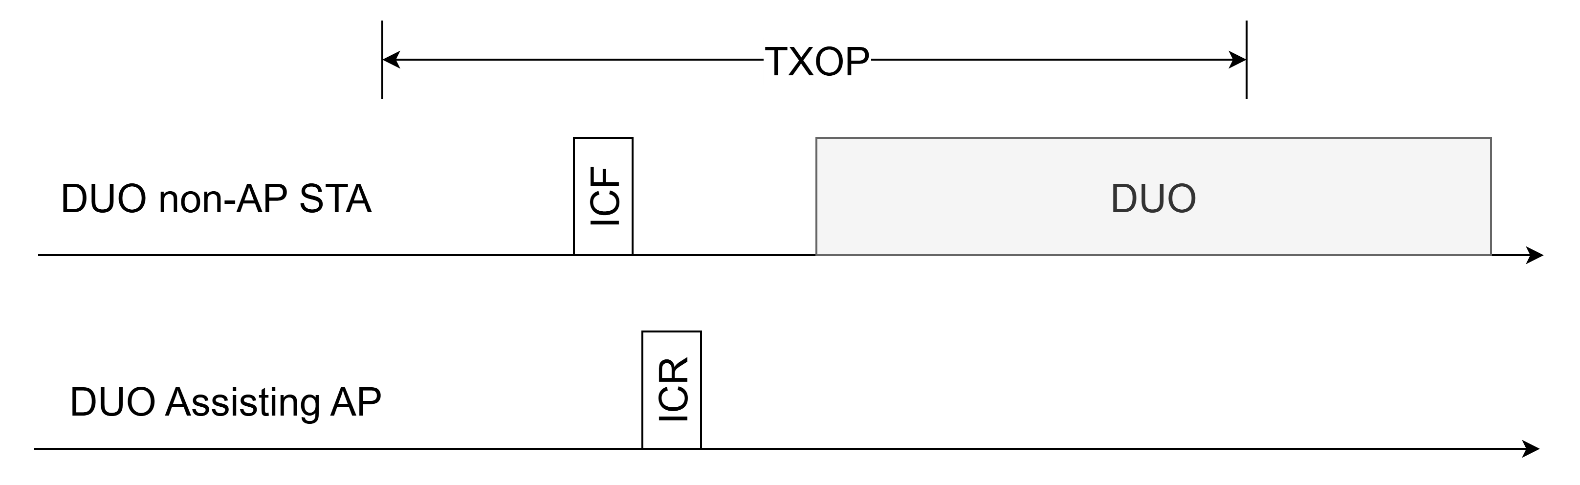 TXOP
DUO non-AP STA
ICF
DUO
DUO Assisting AP
ICR